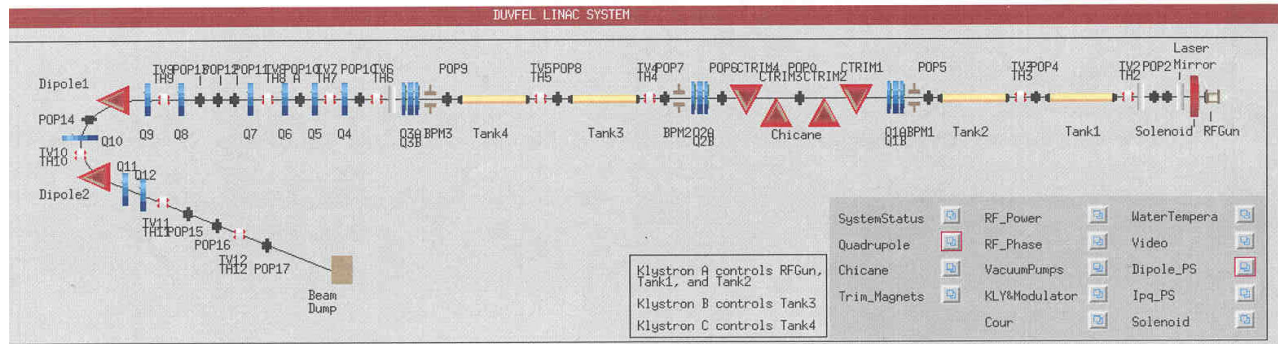 DUVFEL LINAC SYSTEM
Laser
Mirror
Dipole1
TV9 POP13 POP12 POP11 TV8 POP10 TV7 POP10 TV6
TH9 TH8 A TH7 TH6
POP9
TV5 POP8
TH5
TV4 POP7
TH4
POP6 CTRIM4 POP0 CTRIM1
CTRIM3 CTRIM2
POP5
TV3 POP4
TH3
TV2 POP2
TH2
POP14
Q10
Q9
Q8
Q7
Q6
Q5
Q4
Q3A BPM3
Q3B
Tank4
Tank3
BPM2 Q2A
Q2B
Chicane
Q1A BPM1
Q1B
Tank2
Tank1
Solenoid
RFGun
TV10
TH10
Q11
Q12
Dipole2
TV11
TH11 POP15
POP16
TV12
TH12 POP17
Beam
Dump
Klystron A controls RFGun,
Tank1, and Tank2
Klystron B controls Tank3
Klystron C controls Tank4
SystemStatus RF_Power WaterTempera
Quadrupole RF_Phase Video
Chicane VacuumPumps Dipole_PS
Trim_Magnets KLY&Modulator Ipq_PS
Cour Solenoid